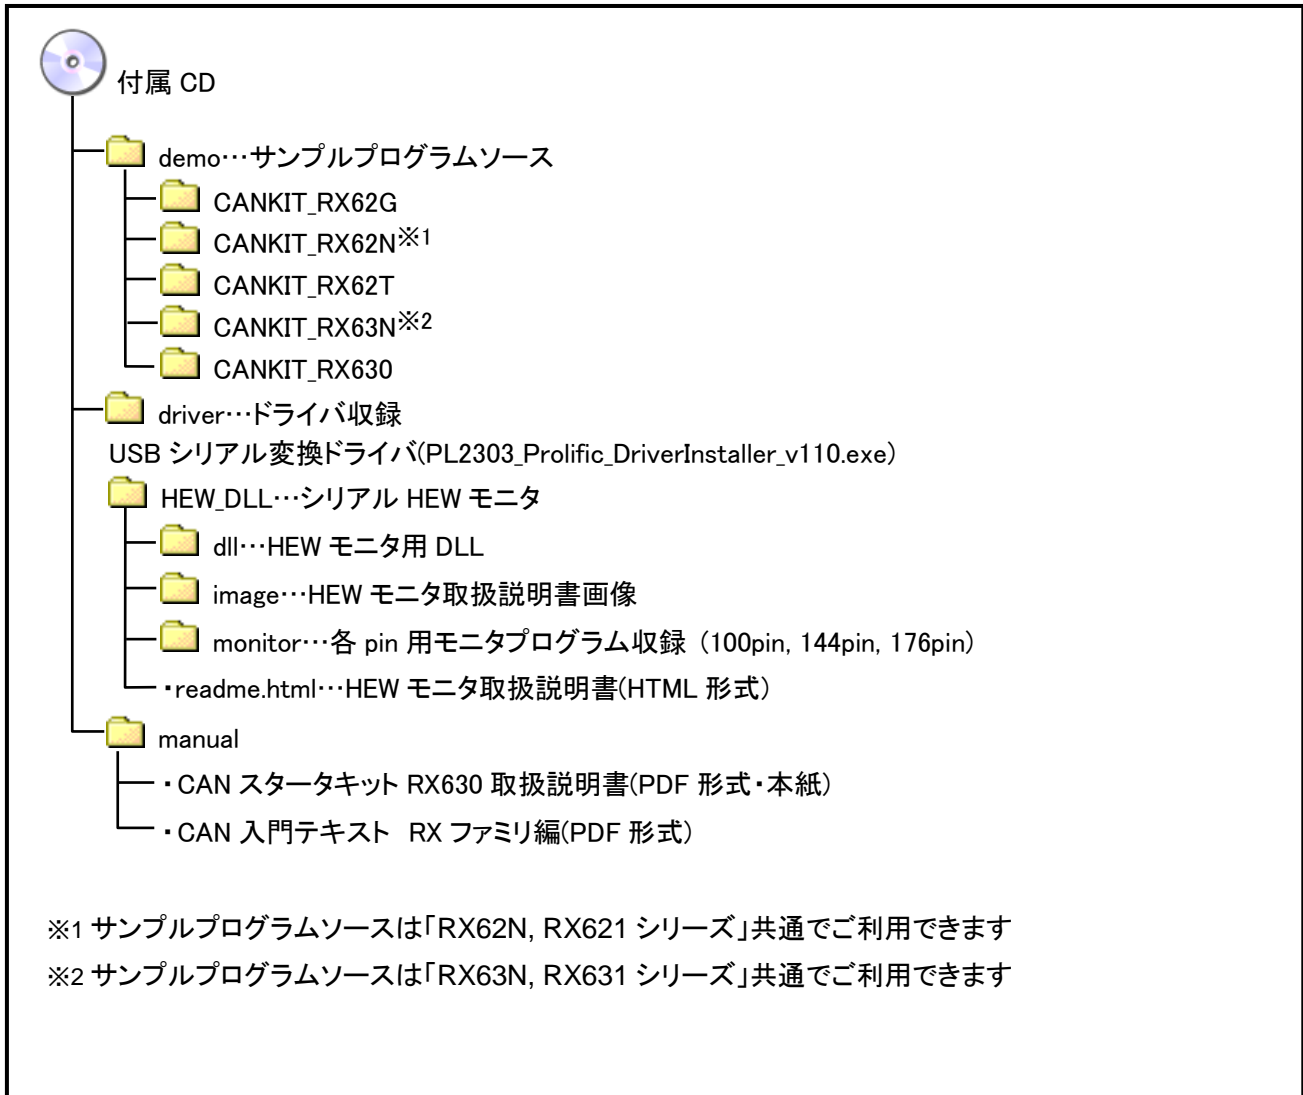 付属 CD
demo…サンプルプログラムソース
CANKIT_RX62G
CANKIT_RX62N※1
CANKIT_RX62T
CANKIT_RX63N※2
CANKIT_RX630
driver…ドライバ収録
USB シリアル変換ドライバ(PL2303_Prolific_DriverInstaller_v110.exe)
HEW_DLL…シリアル HEW モニタ
dll…HEW モニタ用 DLL
image…HEW モニタ取扱説明書画像
monitor…各 pin 用モニタプログラム収録 (100pin, 144pin, 176pin)
・readme.html…HEW モニタ取扱説明書(HTML 形式)
manual
・CAN スタータキット RX630 取扱説明書(PDF 形式・本紙)
・CAN 入門テキスト RX ファミリ編(PDF 形式)
※1 サンプルプログラムソースは「RX62N, RX621 シリーズ」共通でご利用できます
※2 サンプルプログラムソースは「RX63N, RX631 シリーズ」共通でご利用できます